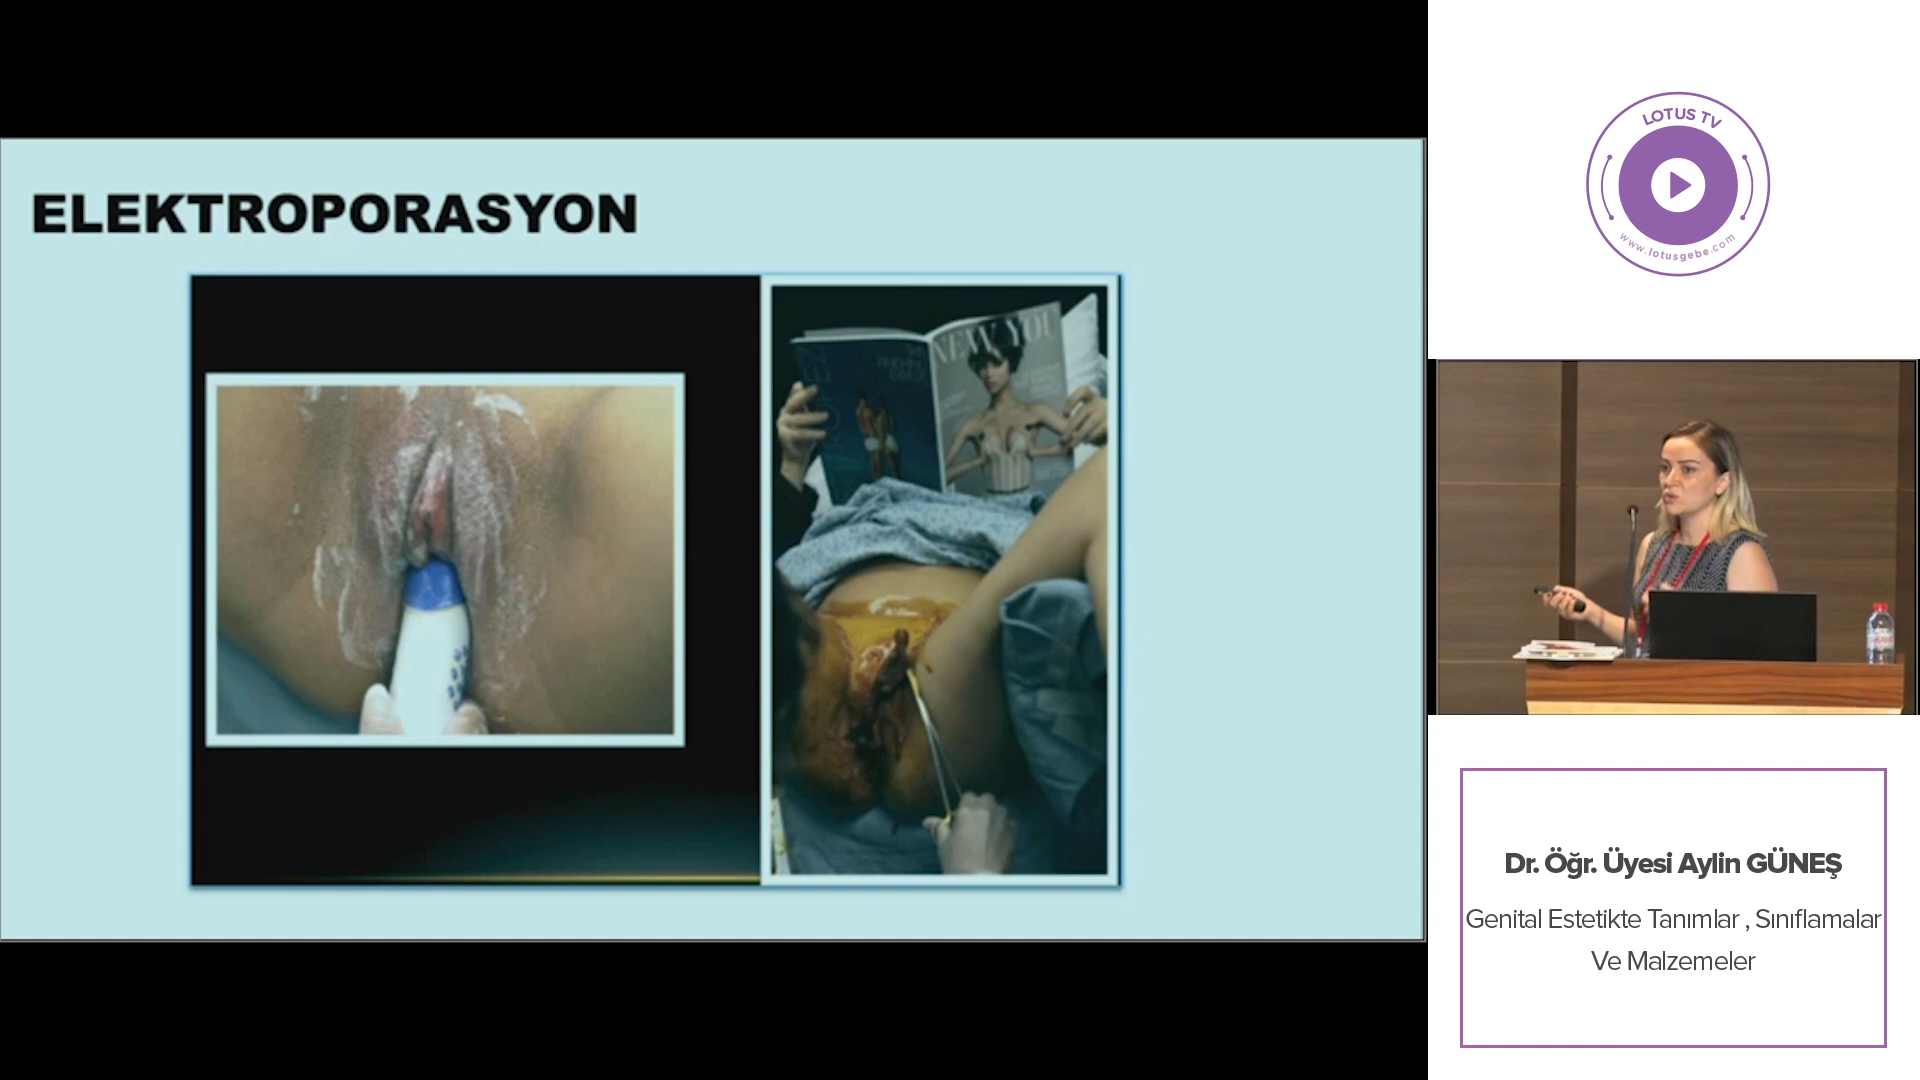 ELEKTROPORASYON
NEW YOU
LOTUS TV
www.lotusgebe.com
Dr. Öğr. Üyesi Aylin GÜNEŞ
Genital Estetikte Tanımlar , Sınıflamalar
Ve Malzemeler